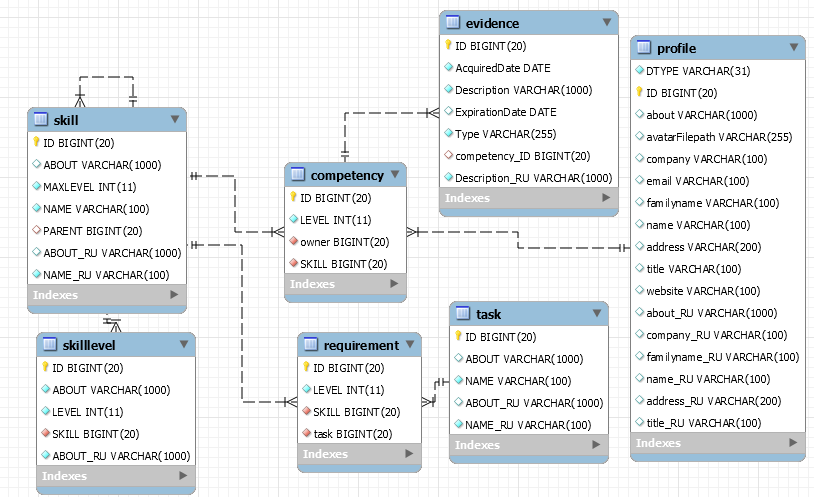 evidence
ID BIGINT(20)
AcquiredDate DATE
Description VARCHAR(1000)
ExpirationDate DATE
Type VARCHAR(255)
competency_ID BIGINT(20)
Description_RU VARCHAR(1000)
Indexes
profile
DTYPE VARCHAR(31)
ID BIGINT(20)
about VARCHAR(1000)
avatarFilepath VARCHAR(255)
company VARCHAR(100)
email VARCHAR(100)
familyname VARCHAR(100)
name VARCHAR(100)
address VARCHAR(200)
title VARCHAR(100)
website VARCHAR(100)
about_RU VARCHAR(1000)
company_RU VARCHAR(100)
familyname_RU VARCHAR(100)
name_RU VARCHAR(100)
address_RU VARCHAR(200)
title_RU VARCHAR(100)
Indexes
skill
ID BIGINT(20)
ABOUT VARCHAR(1000)
MAXLEVEL INT(11)
NAME VARCHAR(100)
PARENT BIGINT(20)
ABOUT_RU VARCHAR(1000)
NAME_RU VARCHAR(100)
Indexes
competency
ID BIGINT(20)
LEVEL INT(11)
owner BIGINT(20)
SKILL BIGINT(20)
Indexes
skilllevel
ID BIGINT(20)
ABOUT VARCHAR(1000)
LEVEL INT(11)
SKILL BIGINT(20)
ABOUT_RU VARCHAR(1000)
Indexes
requirement
ID BIGINT(20)
LEVEL INT(11)
SKILL BIGINT(20)
task BIGINT(20)
Indexes
task
ID BIGINT(20)
ABOUT VARCHAR(1000)
NAME VARCHAR(100)
ABOUT_RU VARCHAR(1000)
NAME_RU VARCHAR(100)
Indexes